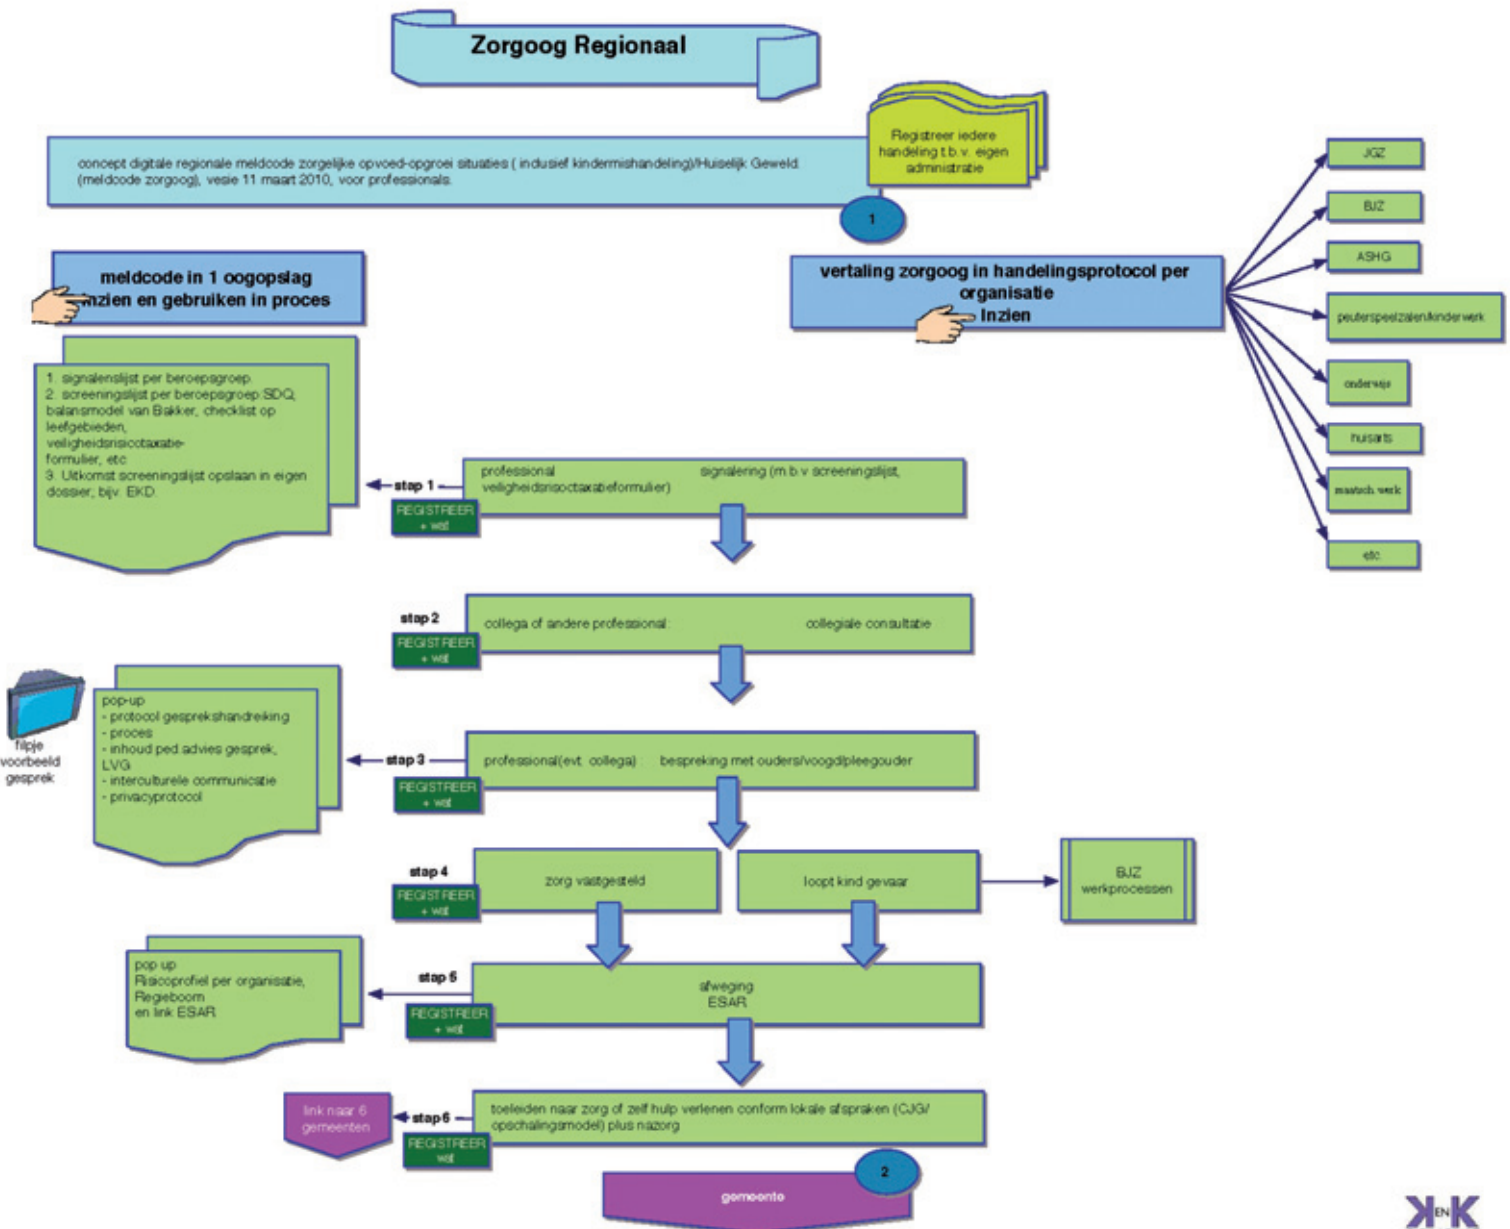 Zorgoog Regionaal
concept digitale regionale meldcode zorgelijke opvoed-opgroei situaties ( inclusief kindermishandeling)/Huiselijk Geweld.
(meldcode zorgoog), vesie 11 maart 2010, voor professionals.
Registreer iedere
handeling t.b.v. eigen
administratie
1
meldcode in 1 oogopslag
inzien en gebruiken in proces
vertaling zorgoog in handelingsprotocol per
organisatie
Inzien
JGZ
BJZ
ASHG
peuterspeelzalen/kinderwerk
onderwijs
huisarts
maatsch. werk
etc.
1. signalenslijst per beroepsgroep.
2. screeningslijst per beroepsgroep:SDQ,
balansmodel van Bakker, checklist op
leefgebieden,
veiligheidsrisicotaxatie-
formulier, etc
3. Uitkomst screeningslijst opslaan in eigen
dossier; bijv. EKD.
stap 1
REGISTREER
+ wat
professional signalering (m.b.v screeningslijst,
veiligheidsrisoctaxatieformulier)
stap 2
REGISTREER
+ wat
collega of andere professional: collegiale consultatie
filpje
voorbeeld
gesprek
pop-up
- protocol gesprekshandreiking
- proces
- inhoud ped.advies gesprek,
LVG
- interculturele communicatie
- privacyprotocol
stap 3
REGISTREER
+ wat
professional(evt. collega) : bespreking met ouders/voogd/pleegouder
stap 4
REGISTREER
+ wat
zorg vastgesteld
loopt kind gevaar
BJZ
werkprocessen
pop up
Risicoprofiel per organisatie,
Regieboom
en link ESAR
stap 5
REGISTREER
+ wat
afweging
ESAR
link naar 6
gemeenten
stap6
REGISTREER
wat
toeleiden naar zorg of zelf hulp verlenen conform lokale afspraken (CJG/
opschalingsmodel) plus nazorg
2
gemeente
K EN K